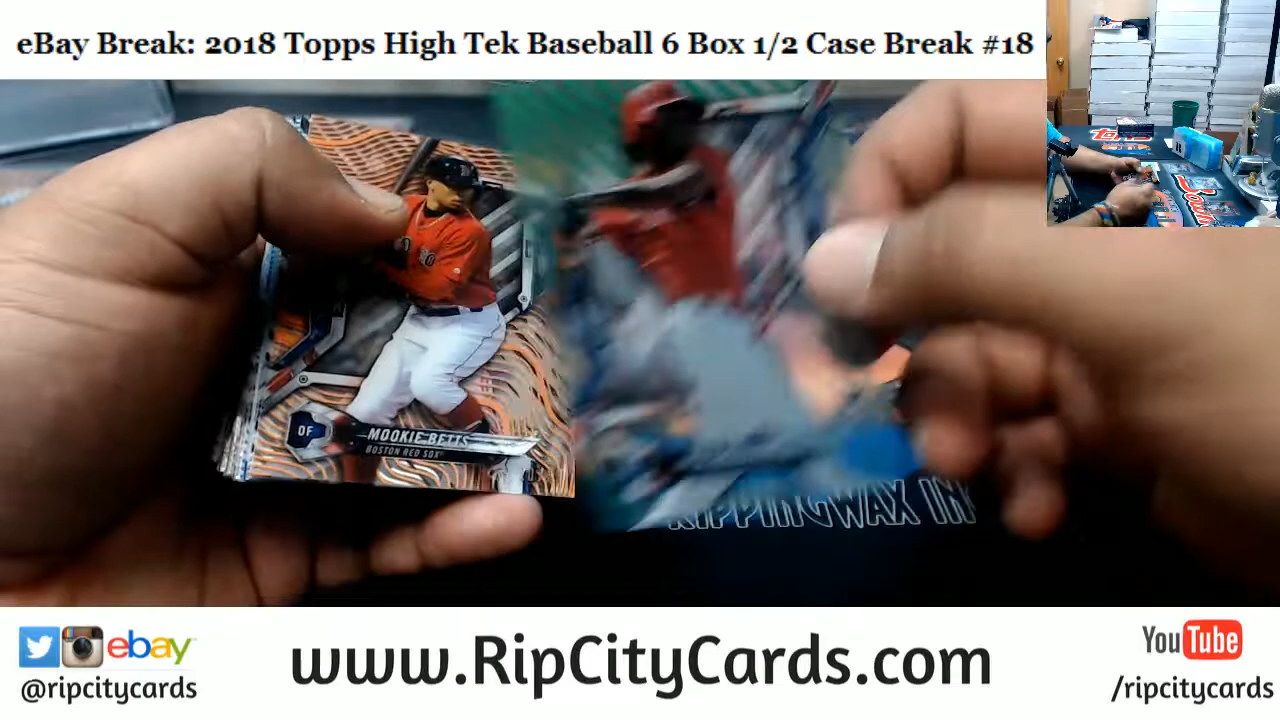 eBay Break: 2018 Topps High Tek Baseball 6 Box 1/2 Case Break #18
topps
OF
MOOKIE BETTS
BOSTON RED SOX
RIPPINGWAX IN
ebay
@ripcitycards
www.RipCityCards.com
YouTube
/ripcitycards